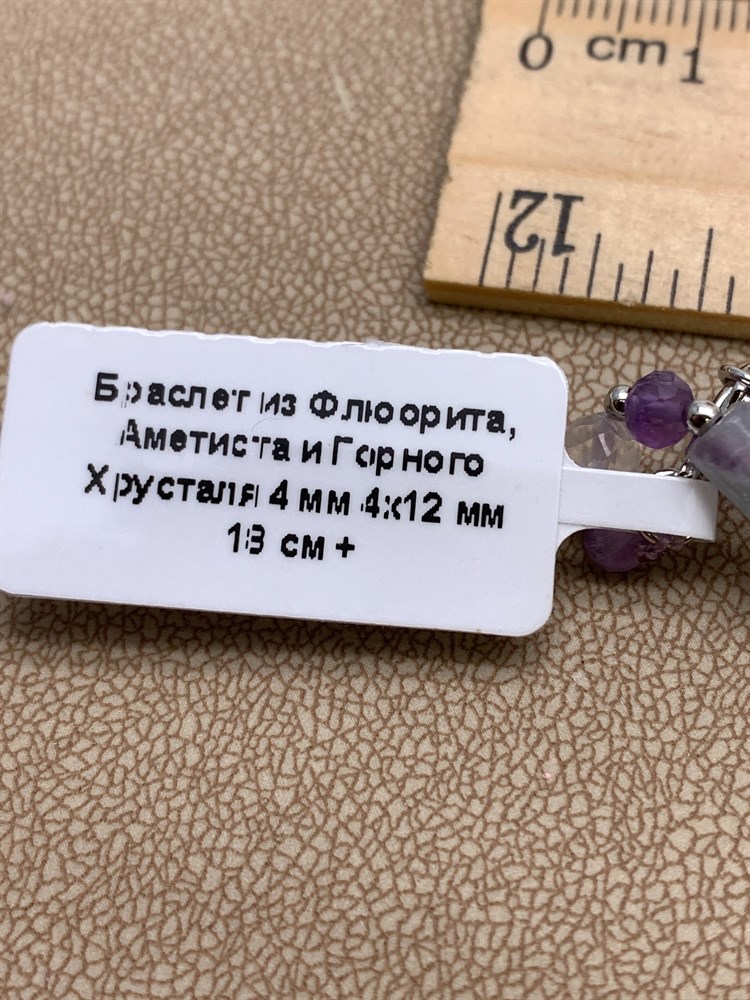 0 cm 1
12
Браслет из Флюорита,
Аметиста и Горного
Хрусталя 4 мм 4х12 мм
18 см +